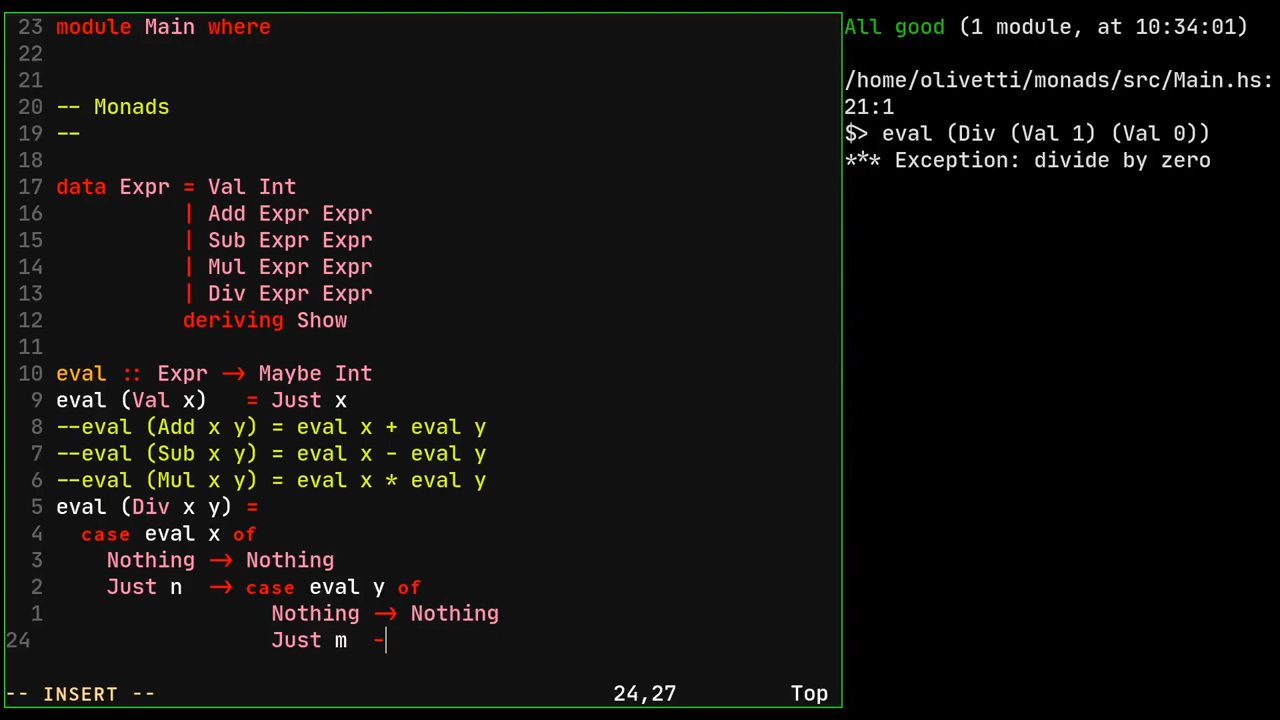 23 module Main where
22
21
20 -- Monads
19 --
18
17 data Expr = Val Int
16           | Add Expr Expr
15           | Sub Expr Expr
14           | Mul Expr Expr
13           | Div Expr Expr
12           deriving Show
11
10 eval :: Expr -> Maybe Int
9 eval (Val x)   = Just x
8 --eval (Add x y) = eval x + eval y
7 --eval (Sub x y) = eval x - eval y
6 --eval (Mul x y) = eval x * eval y
5 eval (Div x y) =
4   case eval x of
3     Nothing -> Nothing
2     Just n  -> case eval y of
1                  Nothing -> Nothing
24                  Just m  -
-- INSERT -- 24,27 Top
All good (1 module, at 10:34:01)
/home/olivetti/monads/src/Main.hs:
21:1
$> eval (Div (Val 1) (Val 0))
*** Exception: divide by zero